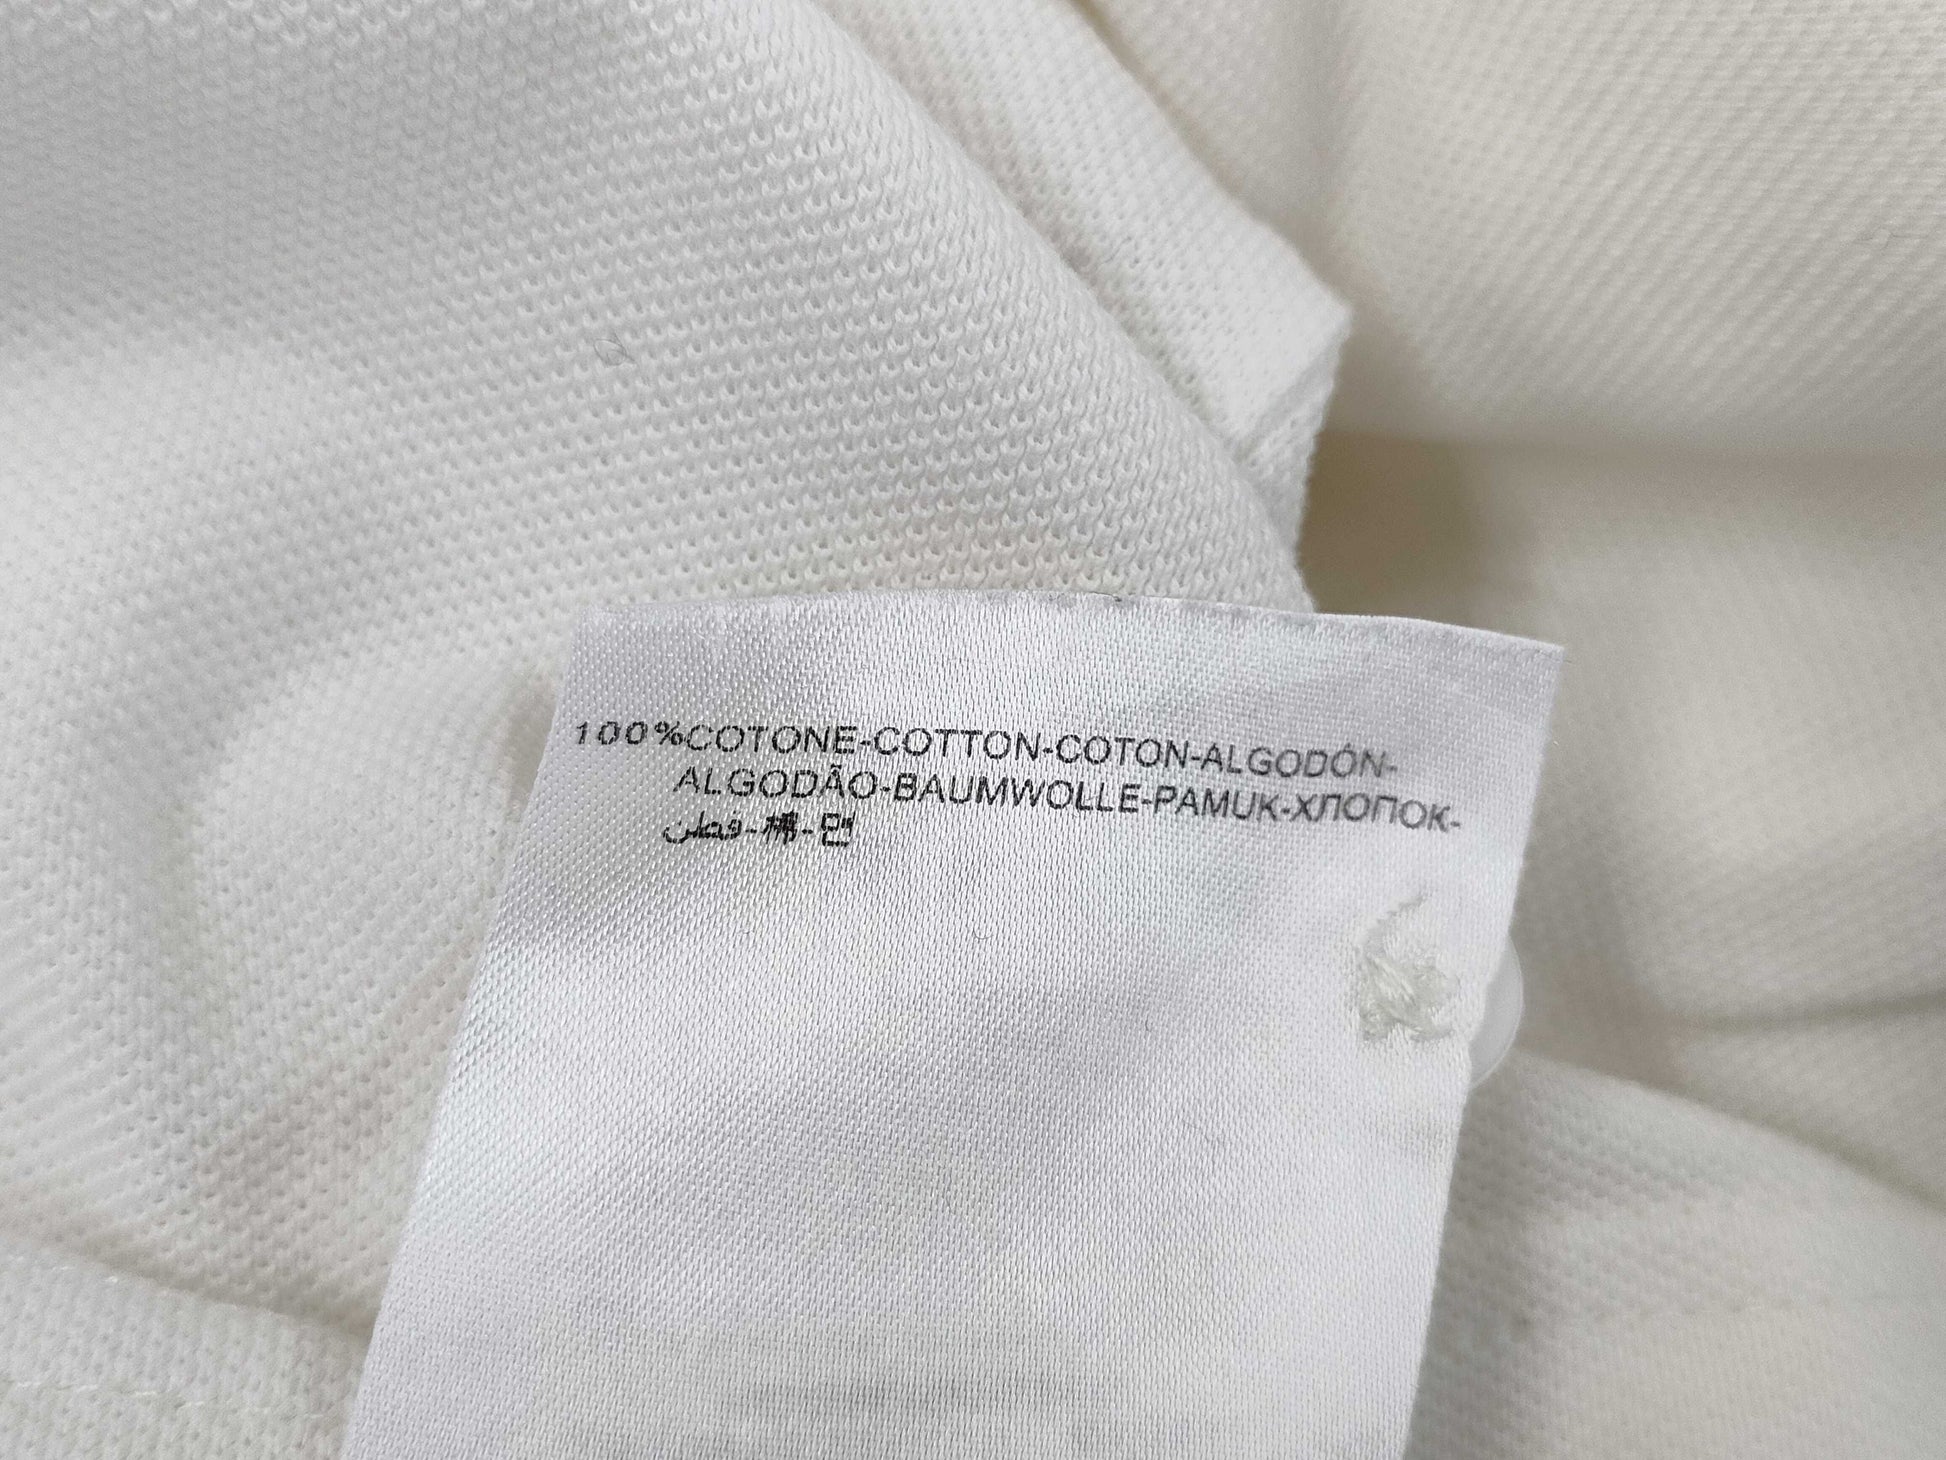 100%COTONE-COTTON-COTON-ALGODÓN-
ALGODÃO-BAUMWOLLE-PAMUK-ХЛОПОК-
قطن-棉-면